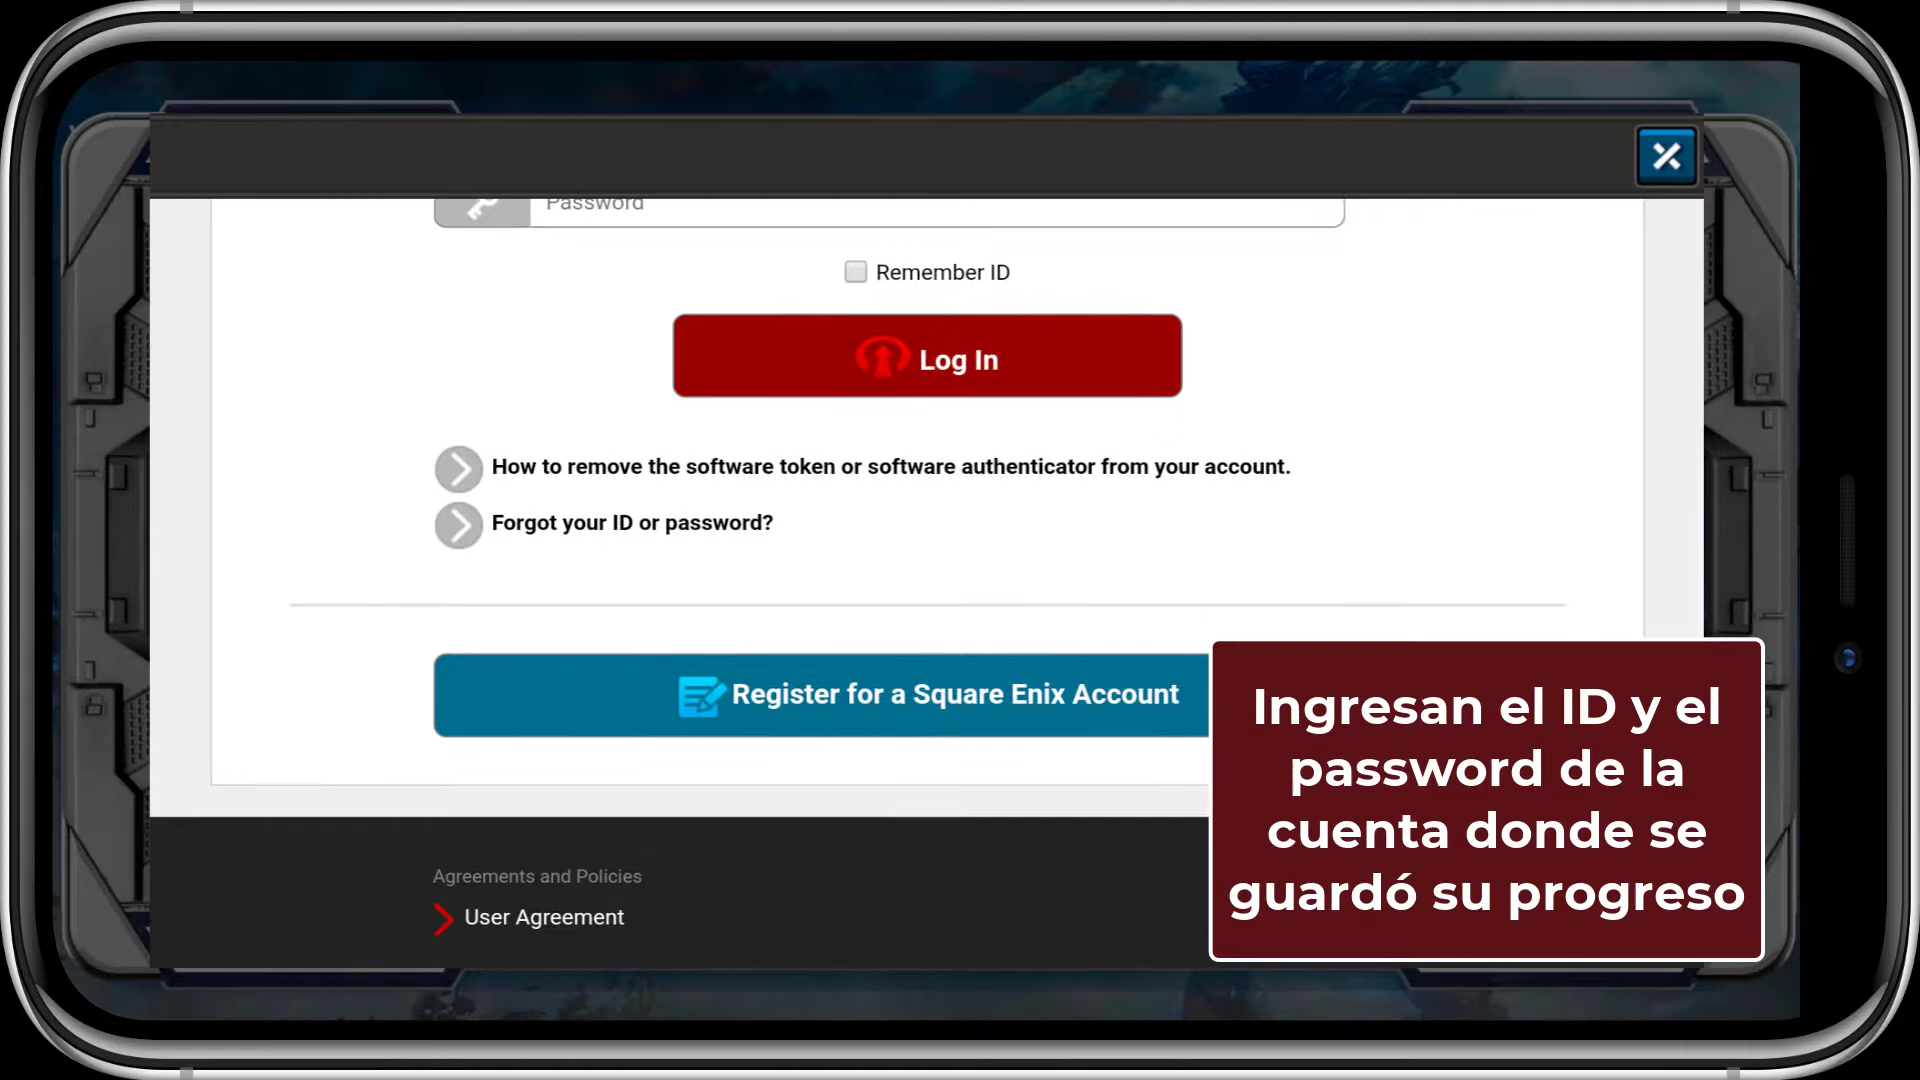 Password
Remember ID
Log In
How to remove the software token or software authenticator from your account.
Forgot your ID or password?
Register for a Square Enix Account
Ingresan el ID y el
password de la
cuenta donde se
guardó su progreso
Agreements and Policies
User Agreement